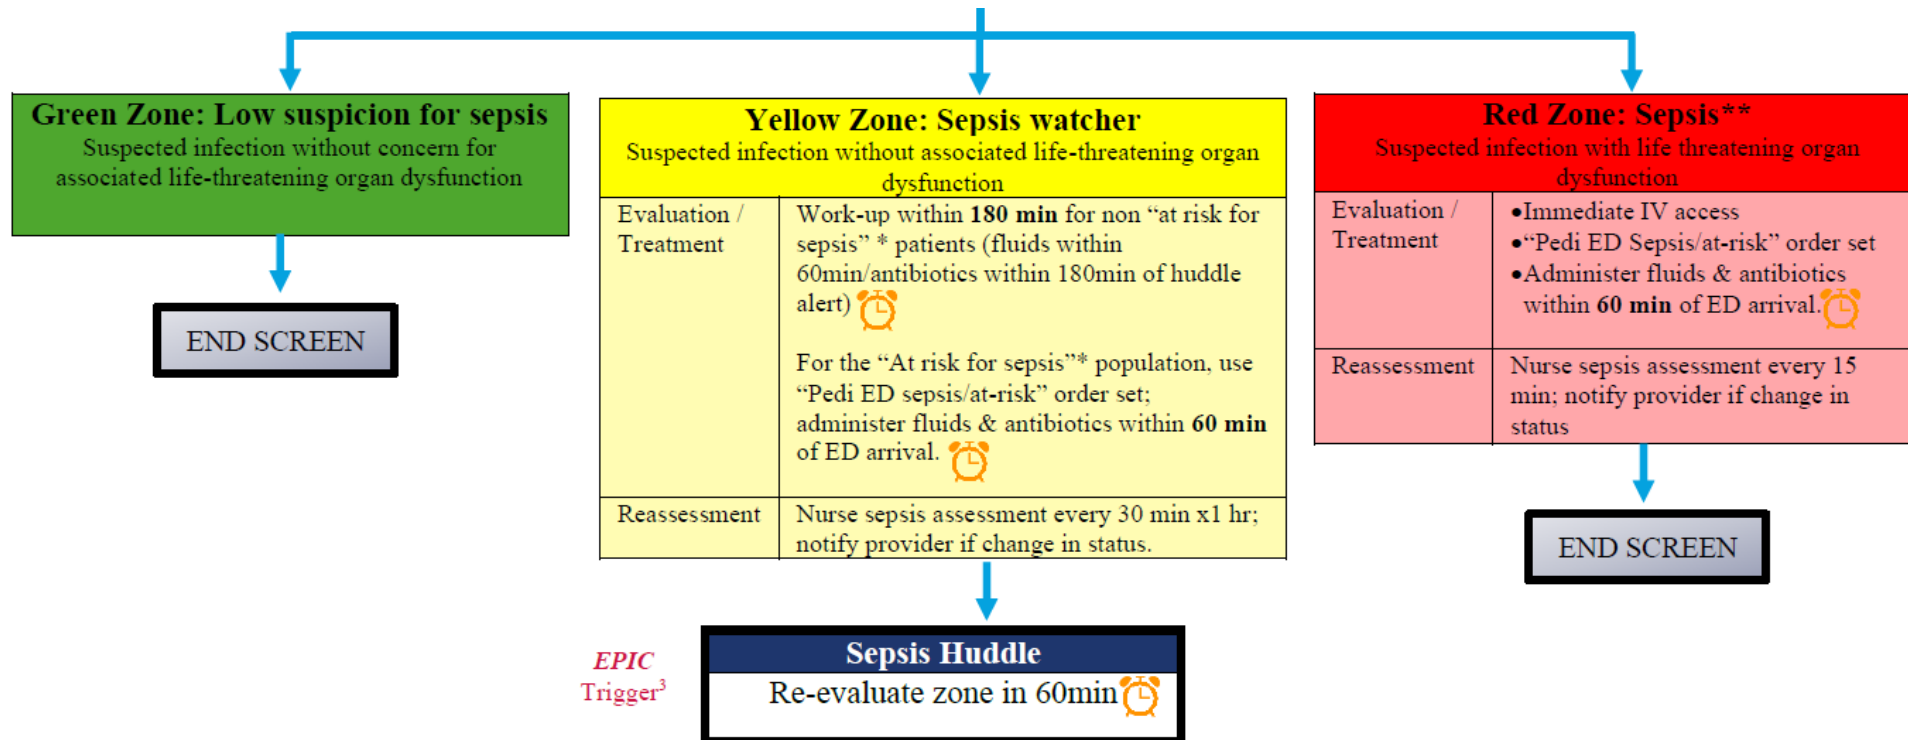 Green Zone: Low suspicion for sepsis
Suspected infection without concern for
associated life-threatening organ dysfunction
END SCREEN
Yellow Zone: Sepsis watcher
Suspected infection without associated life-threatening organ
dysfunction
Evaluation /
Treatment
Work-up within 180 min for non “at risk for
sepsis” * patients (fluids within
60min/antibiotics within 180min of huddle
alert)
For the “At risk for sepsis”* population, use
“Pedi ED sepsis/at-risk” order set;
administer fluids & antibiotics within 60 min
of ED arrival.
Reassessment
Nurse sepsis assessment every 30 min x1 hr;
notify provider if change in status.
Red Zone: Sepsis**
Suspected infection with life threatening organ
dysfunction
Evaluation /
Treatment
•Immediate IV access
•“Pedi ED Sepsis/at-risk” order set
•Administer fluids & antibiotics
within 60 min of ED arrival.
Reassessment
Nurse sepsis assessment every 15
min; notify provider if change in
status
END SCREEN
EPIC
Trigger³
Sepsis Huddle
Re-evaluate zone in 60min